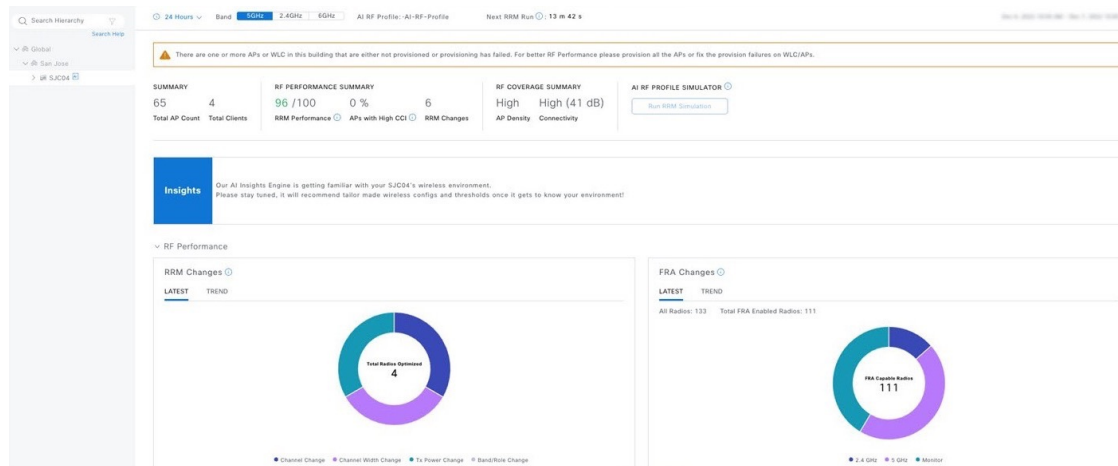 Search Hierarchy
Search Help
Global
San Jose
SJC04
24 Hours Band 5GHz 2.4GHz 6GHz AI RF Profile:-AI-RF-Profile Next RRM Run : 13 m 42 s
There are one or more APs or WLC in this building that are either not provisioned or provisioning has failed. For better RF Performance please provision all the APs or fix the provision failures on WLC/APs.
SUMMARY
65 4
Total AP Count Total Clients
RF PERFORMANCE SUMMARY
96 /100 0 % 6
RRM Performance APs with High CCI RRM Changes
RF COVERAGE SUMMARY
High High (41 dB)
AP Density Connectivity
AI RF PROFILE SIMULATOR
Run RRM Simulation
Insights
Our AI Insights Engine is getting familiar with your SJC04's wireless environment.
Please stay tuned, it will recommend tailor made wireless configs and thresholds once it gets to know your environment!
RF Performance
RRM Changes
LATEST TREND
Total Radios Optimized
4
Channel Change Channel Width Change Tx Power Change Band/Role Change
FRA Changes
LATEST TREND
All Radios: 133 Total FRA Enabled Radios: 111
FRA Capable Radios
111
2.4 GHz 5 GHz Monitor